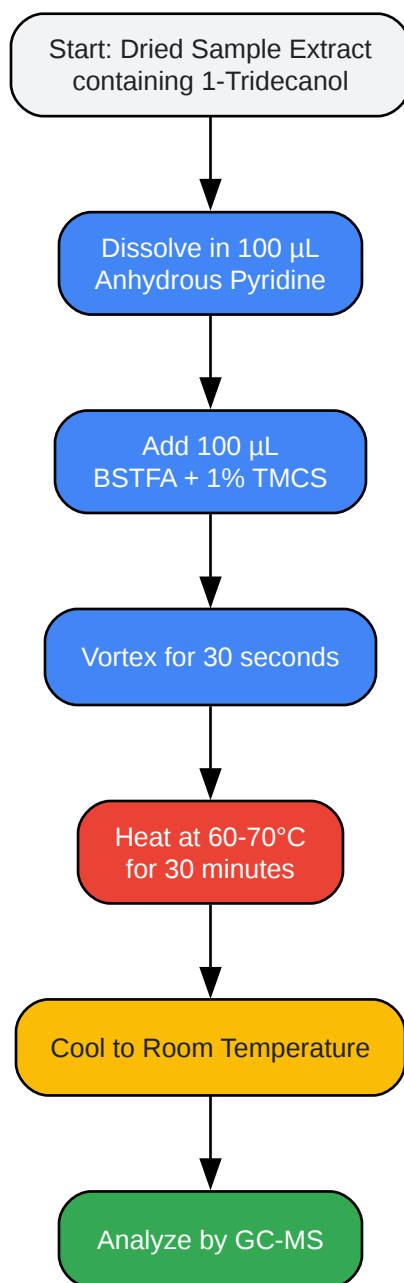 Start: Dried Sample Extract
containing 1-Tridecanol
Dissolve in 100 µL
Anhydrous Pyridine
Add 100 µL
BSTFA + 1% TMCS
Vortex for 30 seconds
Heat at 60-70°C
for 30 minutes
Cool to Room Temperature
Analyze by GC-MS